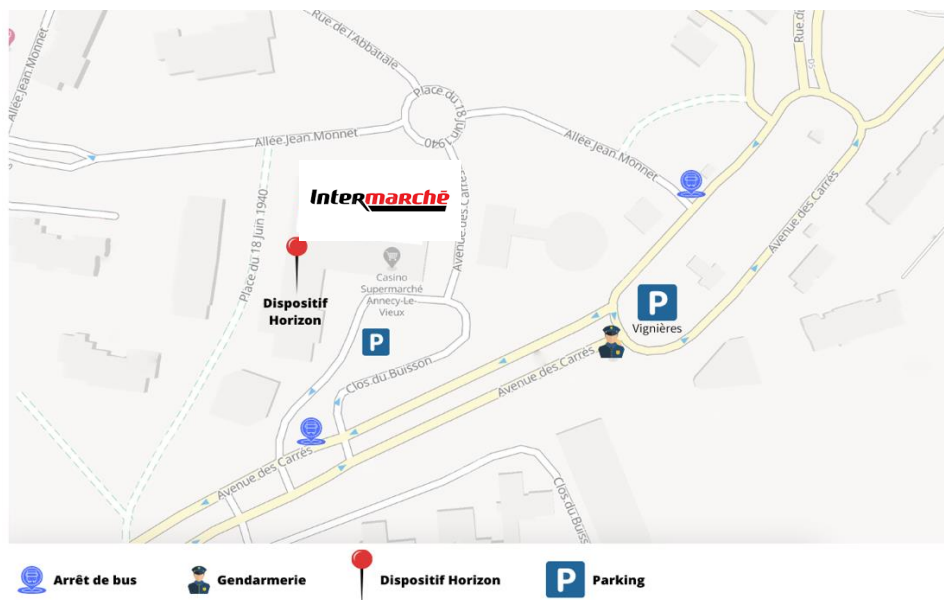 Rue de l'Abbatiale
Rue du
Allée Jean Monnet
Place du 18
Juin 1940
Allée Jean Monnet
Allée Jean Monnet
Intermarché
Place du 18 Juin 1940
Avenue des Carrés
Avenue des Carrés
Casino
Supermarché
Annecy-Le
Vieux
Dispositif
Horizon
P
Vignières
P
Clos du Buisson
Avenue des Carrés
Avenue des Carrés
Clos du Buiss
Arrêt de bus
Gendarmerie
Dispositif Horizon
P
Parking